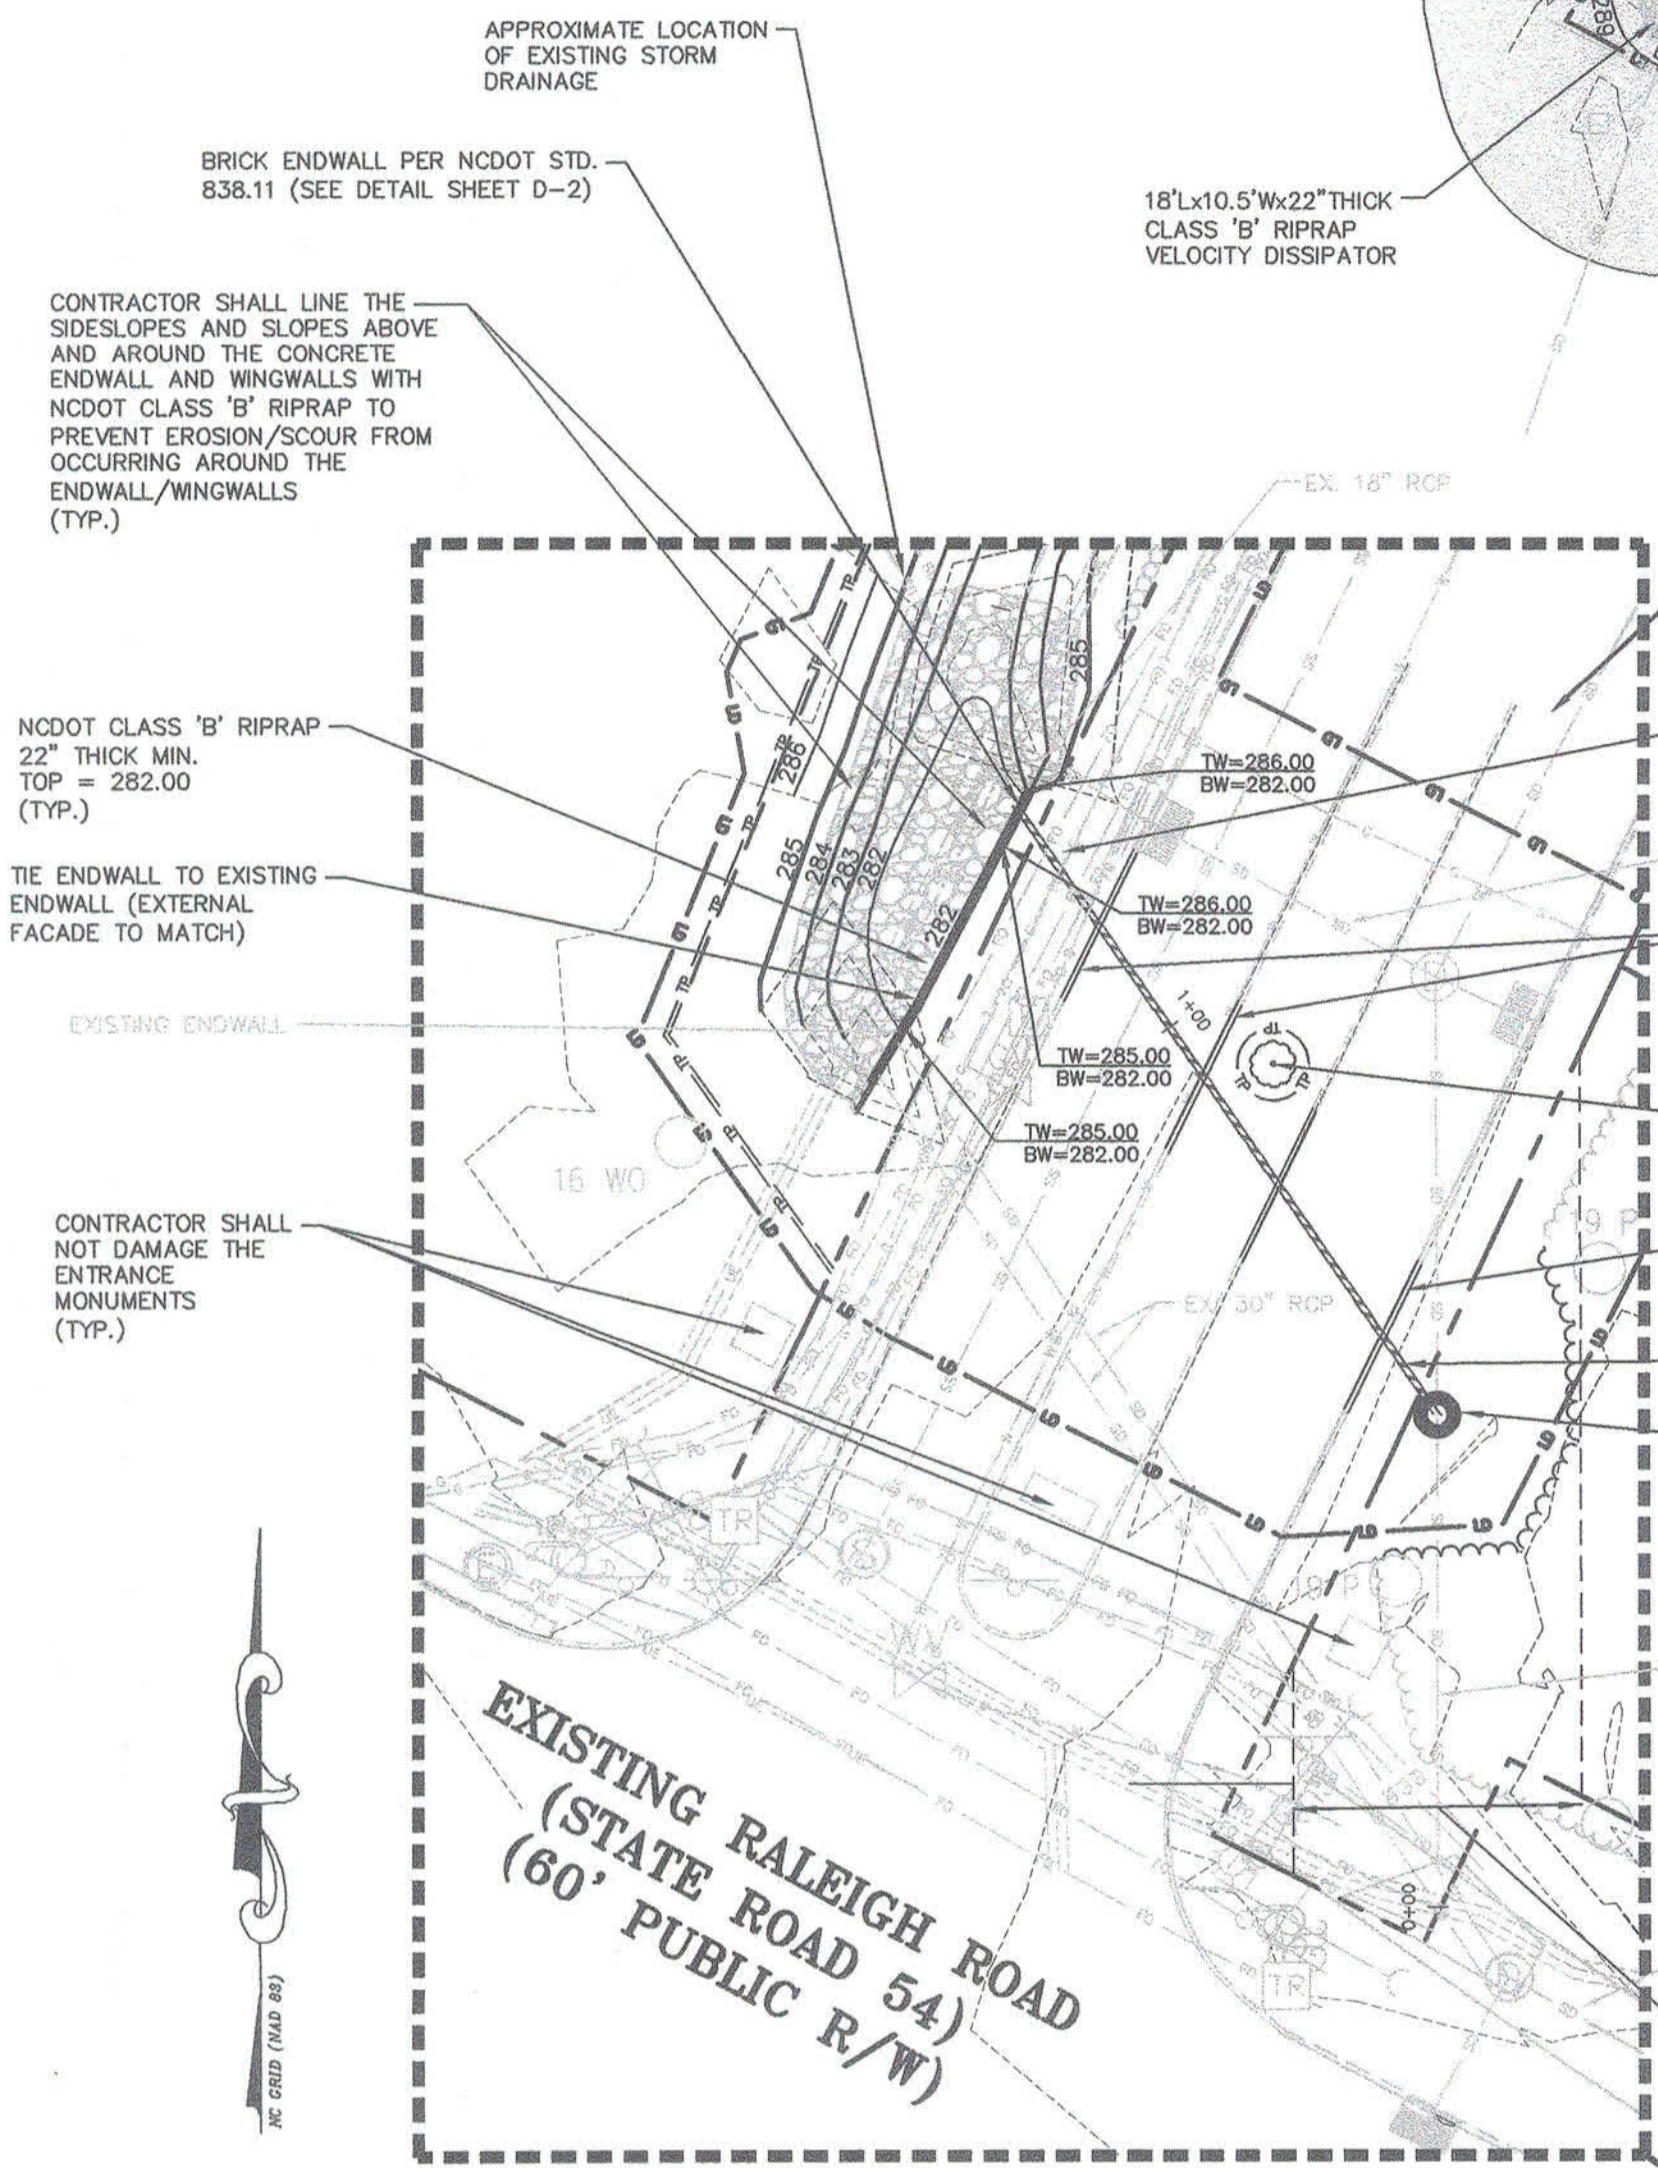 APPROXIMATE LOCATION
OF EXISTING STORM
DRAINAGE
BRICK ENDWALL PER NCDOT STD.
838.11 (SEE DETAIL SHEET D-2)
18'Lx10.5'Wx22"THICK
CLASS 'B' RIPRAP
VELOCITY DISSIPATOR
289
CONTRACTOR SHALL LINE THE
SIDESLOPES AND SLOPES ABOVE
AND AROUND THE CONCRETE
ENDWALL AND WINGWALLS WITH
NCDOT CLASS 'B' RIPRAP TO
PREVENT EROSION/SCOUR FROM
OCCURRING AROUND THE
ENDWALL/WINGWALLS
(TYP.)
EX. 18" RCP
NCDOT CLASS 'B' RIPRAP
22" THICK MIN.
TOP = 282.00
(TYP.)
TIE ENDWALL TO EXISTING
ENDWALL (EXTERNAL
FACADE TO MATCH)
EXISTING ENDWALL
CONTRACTOR SHALL
NOT DAMAGE THE
ENTRANCE
MONUMENTS
(TYP.)
286
285
284
283
282
282
285
TW=286.00
BW=282.00
TW=286.00
BW=282.00
TW=285.00
BW=282.00
TW=285.00
BW=282.00
1+00
TP
TP
TP
16 WO
EX. 30" RCP
9 P
19 P
TR
TR
WV
0+00
EXISTING RALEIGH ROAD
(STATE ROAD 54)
(60' PUBLIC R/W)
NC GRID (NAD 83)